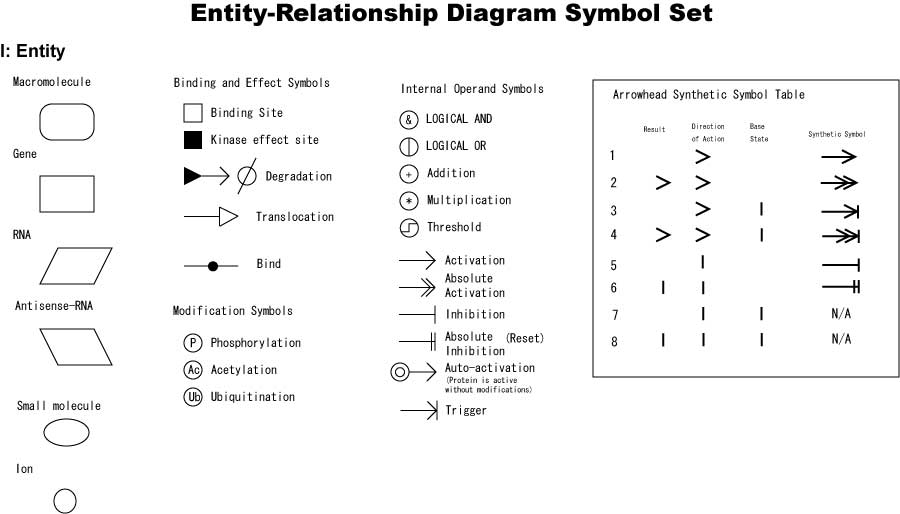 Entity-Relationship Diagram Symbol Set
I: Entity
Macromolecule
Gene
RNA
Antisense-RNA
Small molecule
Ion
Binding and Effect Symbols
Binding Site
Kinase effect site
Degradation
Translocation
Bind
Modification Symbols
P Phosphorylation
Ac Acetylation
Ub Ubiquitination
Internal Operand Symbols
& LOGICAL AND
LOGICAL OR
+ Addition
* Multiplication
Threshold
Activation
Absolute
Activation
Inhibition
Absolute (Reset)
Inhibition
Auto-activation
(Protein is active
without modifications)
Trigger
Arrowhead Synthetic Symbol Table
Result
Direction
of Action
Base
State
Synthetic Symbol
1
2
3
4
5
6
7 N/A
8 N/A